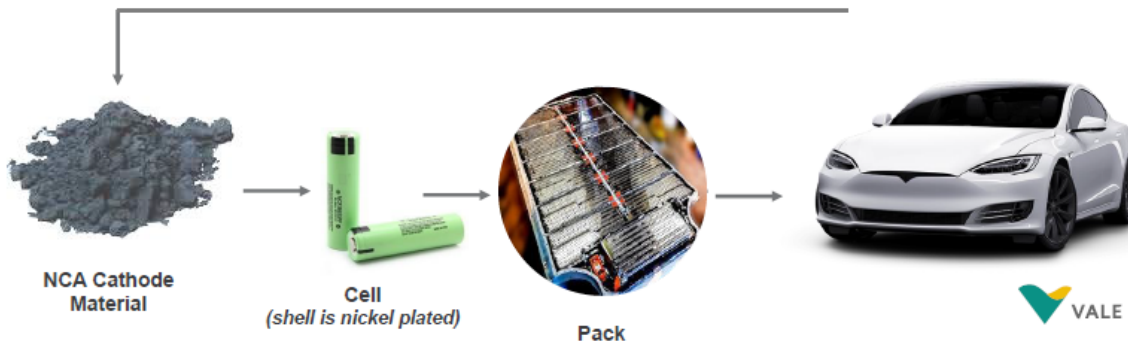 NCA Cathode
Material
Cell
(shell is nickel plated)
Pack
VALE